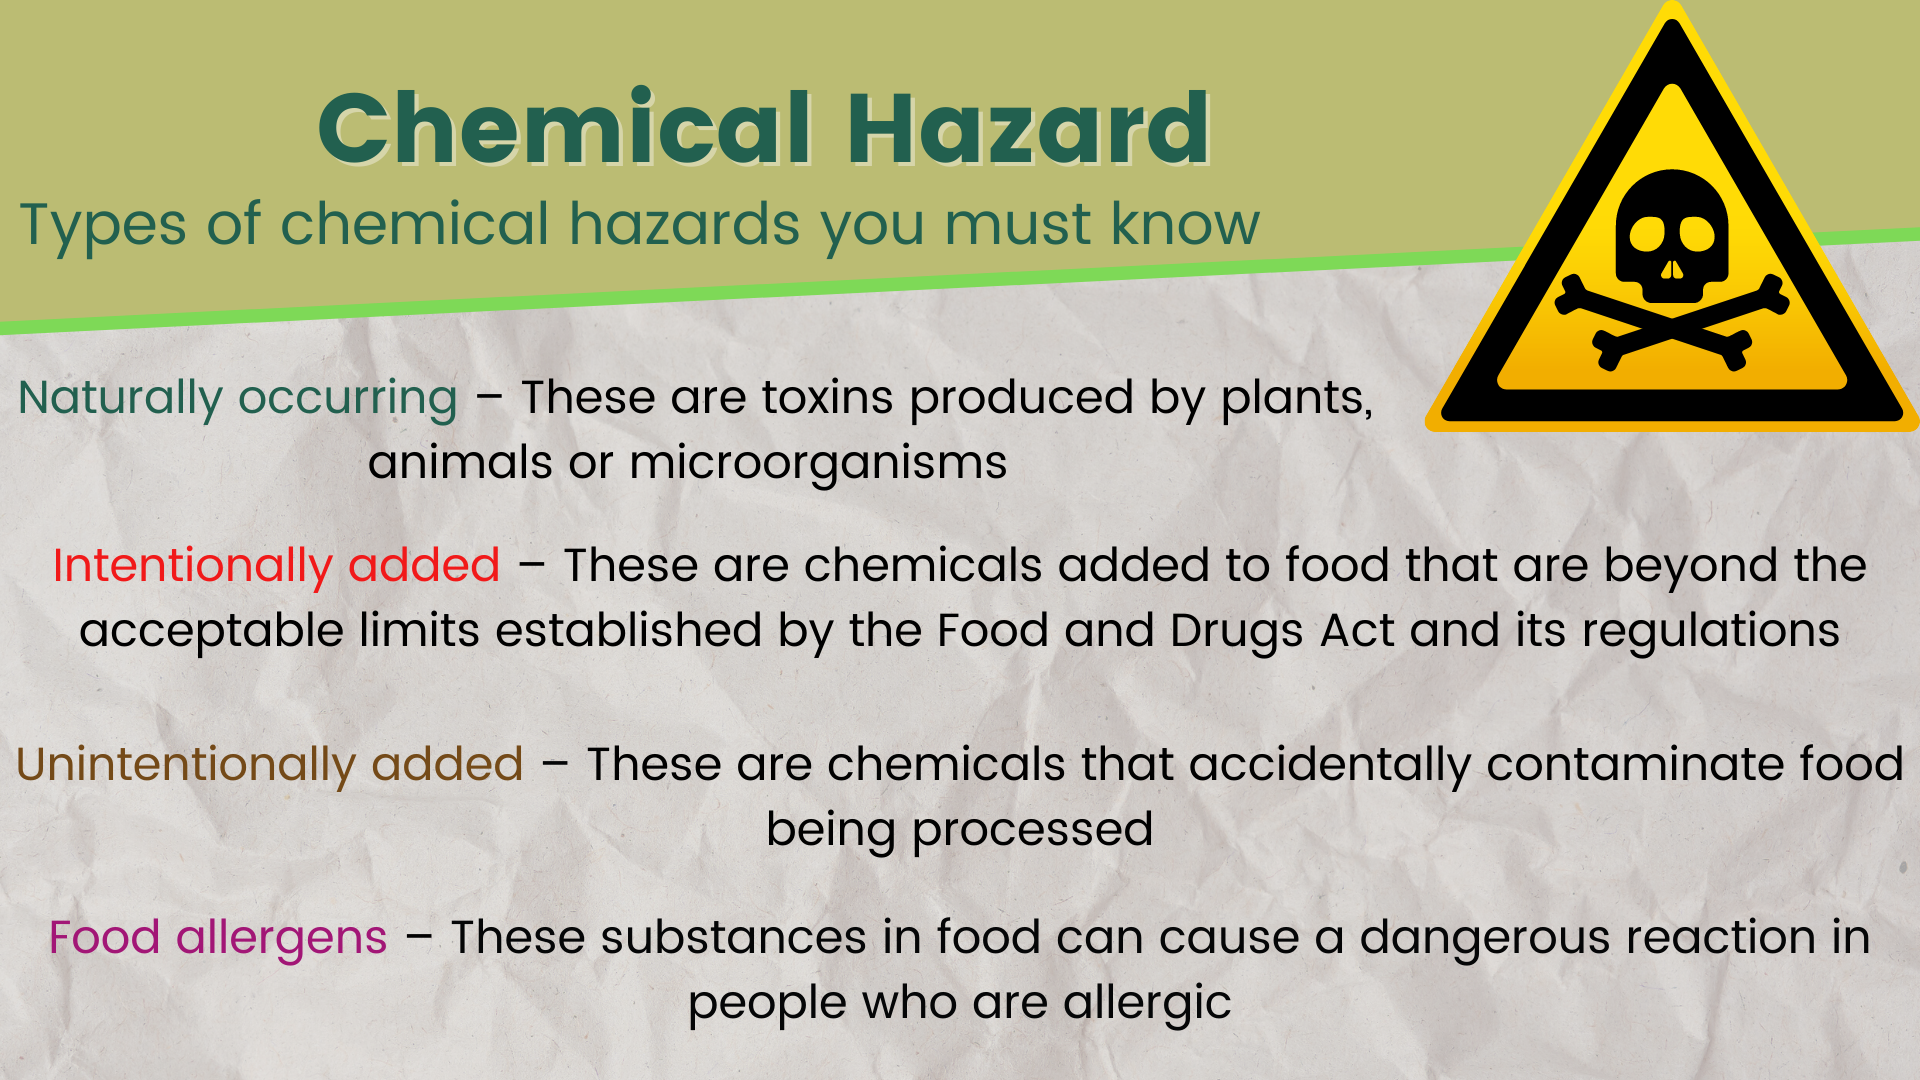 Chemical Hazard
Types of chemical hazards you must know
Naturally occurring – These are toxins produced by plants,
animals or microorganisms
Intentionally added – These are chemicals added to food that are beyond the
acceptable limits established by the Food and Drugs Act and its regulations
Unintentionally added – These are chemicals that accidentally contaminate food
being processed
Food allergens – These substances in food can cause a dangerous reaction in
people who are allergic